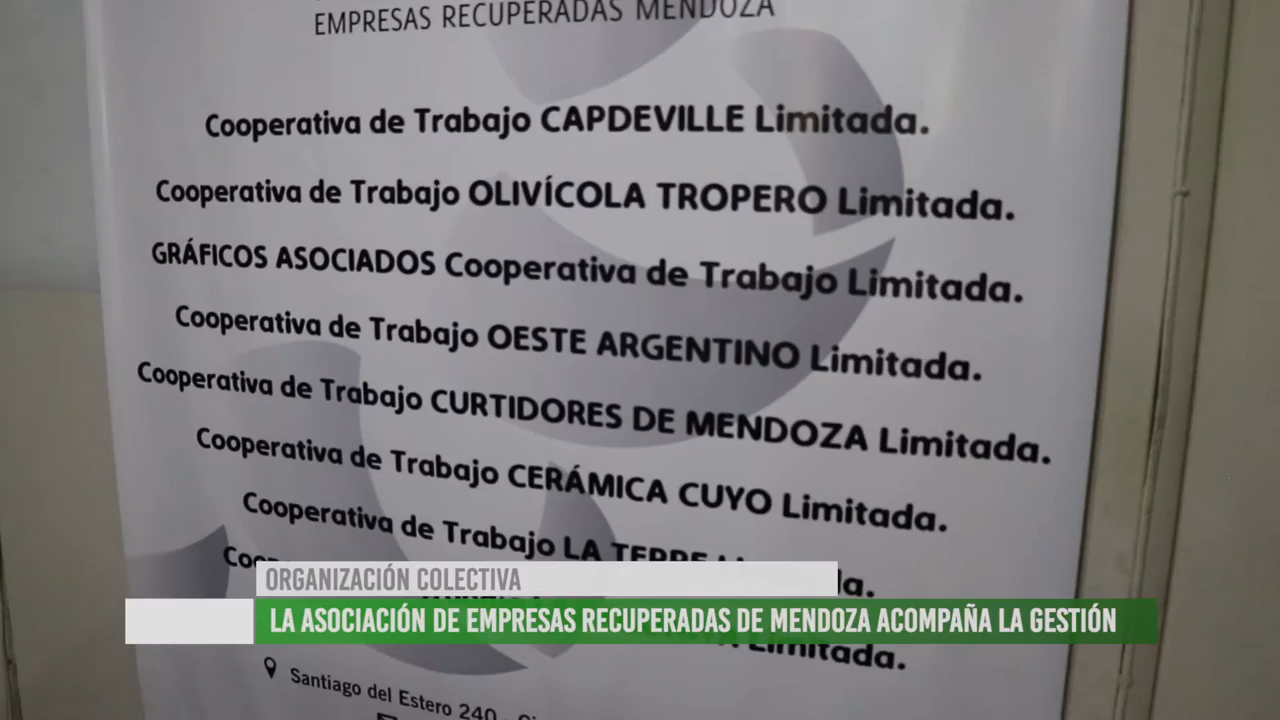 EMPRESAS RECUPERADAS MENDOZA
Cooperativa de Trabajo CAPDEVILLE Limitada.
Cooperativa de Trabajo OLIVÍCOLA TROPERO Limitada.
GRÁFICOS ASOCIADOS Cooperativa de Trabajo Limitada.
Cooperativa de Trabajo OESTE ARGENTINO Limitada.
Cooperativa de Trabajo CURTIDORES DE MENDOZA Limitada.
Cooperativa de Trabajo CERÁMICA CUYO Limitada.
Cooperativa de Trabajo LA TERRE
Limitada.
ORGANIZACIÓN COLECTIVA
LA ASOCIACIÓN DE EMPRESAS RECUPERADAS DE MENDOZA ACOMPAÑA LA GESTIÓN
Santiago del Estero 240